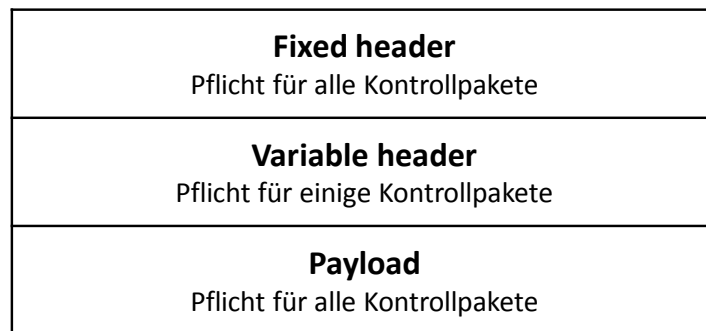 Fixed header
Pflicht für alle Kontrollpakete
Variable header
Pflicht für einige Kontrollpakete
Payload
Pflicht für alle Kontrollpakete